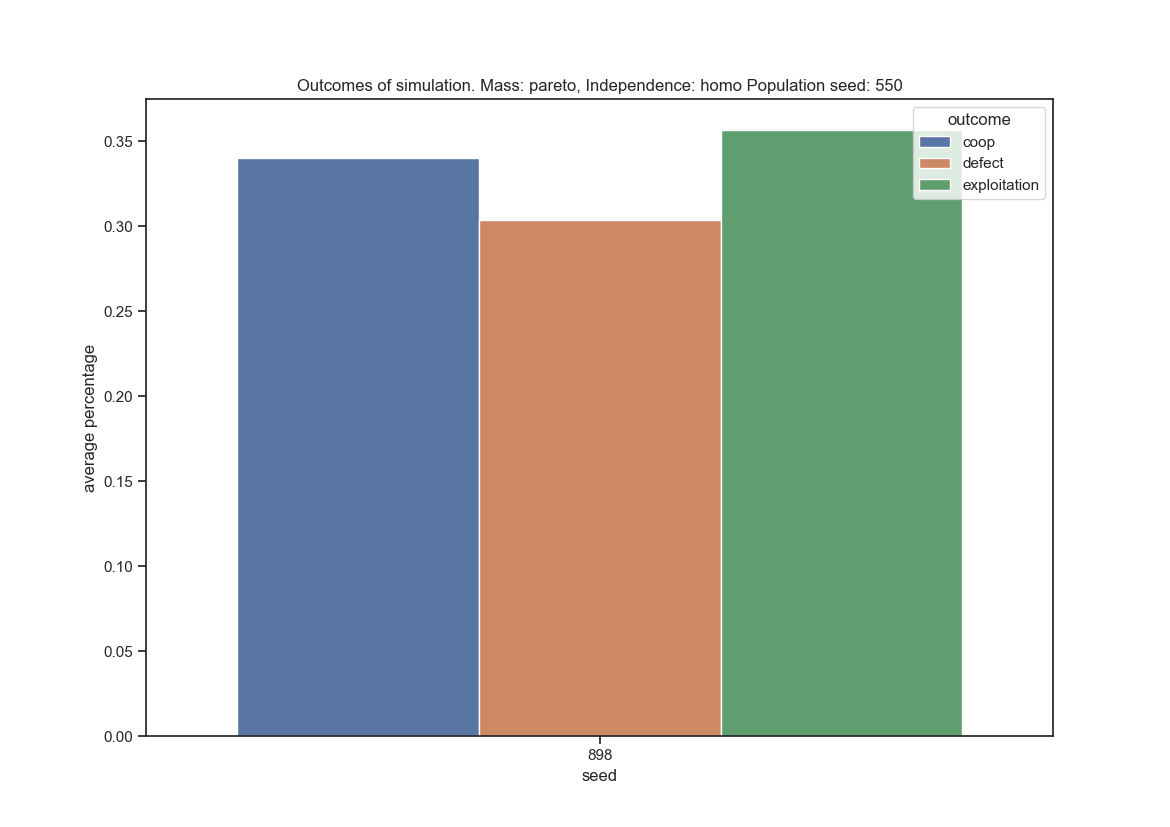 Outcomes of simulation. Mass: pareto, Independence: homo Population seed: 550
outcome
coop
defect
exploitation
average percentage
0.35
0.30
0.25
0.20
0.15
0.10
0.05
0.00
898
seed